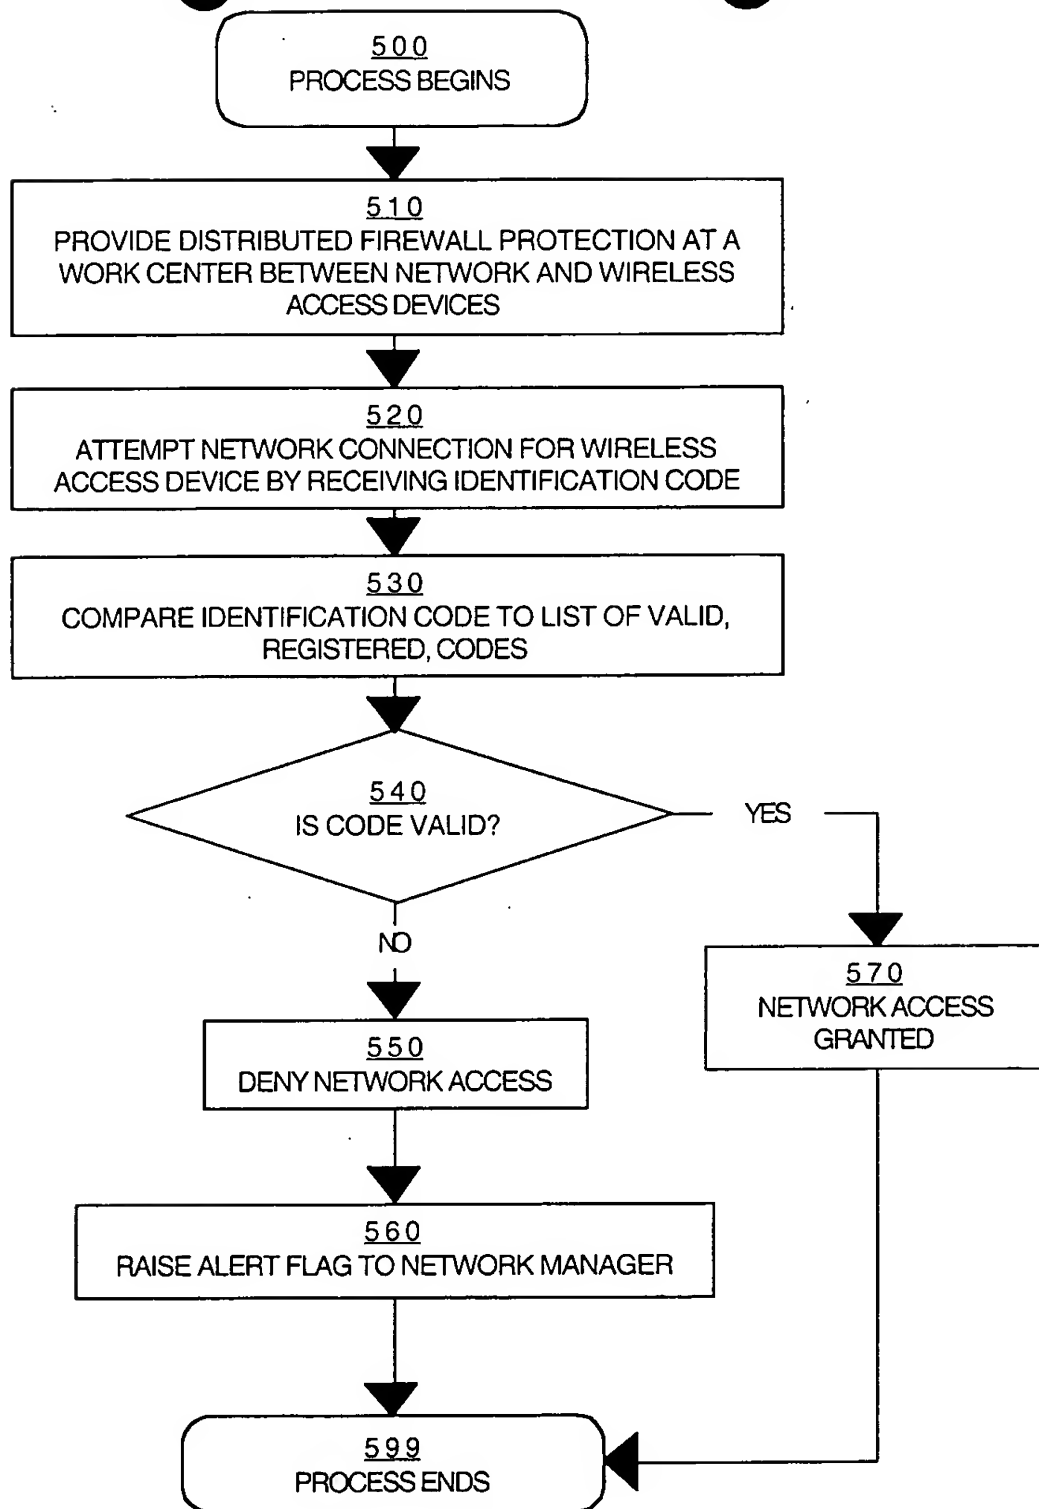 500
PROCESS BEGINS
510
PROVIDE DISTRIBUTED FIREWALL PROTECTION AT A
WORK CENTER BETWEEN NETWORK AND WIRELESS
ACCESS DEVICES
520
ATTEMPT NETWORK CONNECTION FOR WIRELESS
ACCESS DEVICE BY RECEIVING IDENTIFICATION CODE
530
COMPARE IDENTIFICATION CODE TO LIST OF VALID,
REGISTERED, CODES
540
IS CODE VALID?
YES
NO
570
NETWORK ACCESS
GRANTED
550
DENY NETWORK ACCESS
560
RAISE ALERT FLAG TO NETWORK MANAGER
599
PROCESS ENDS